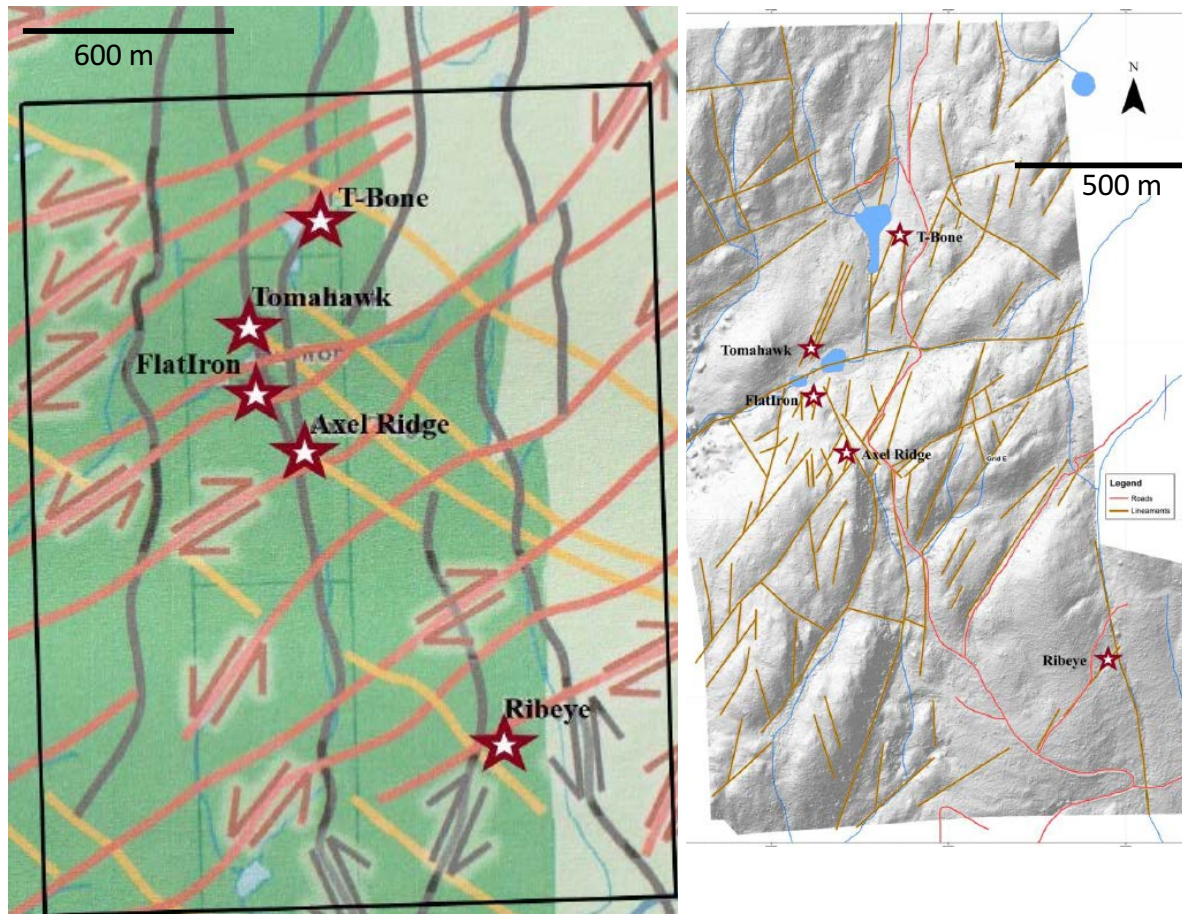 600 m
T-Bone
Tomahawk
FlatIron
Axel Ridge
Ribeye
N
500 m
T-Bone
Tomahawk
FlatIron
Axel Ridge
Grid E
Legend
Roads
Lineaments
Ribeye